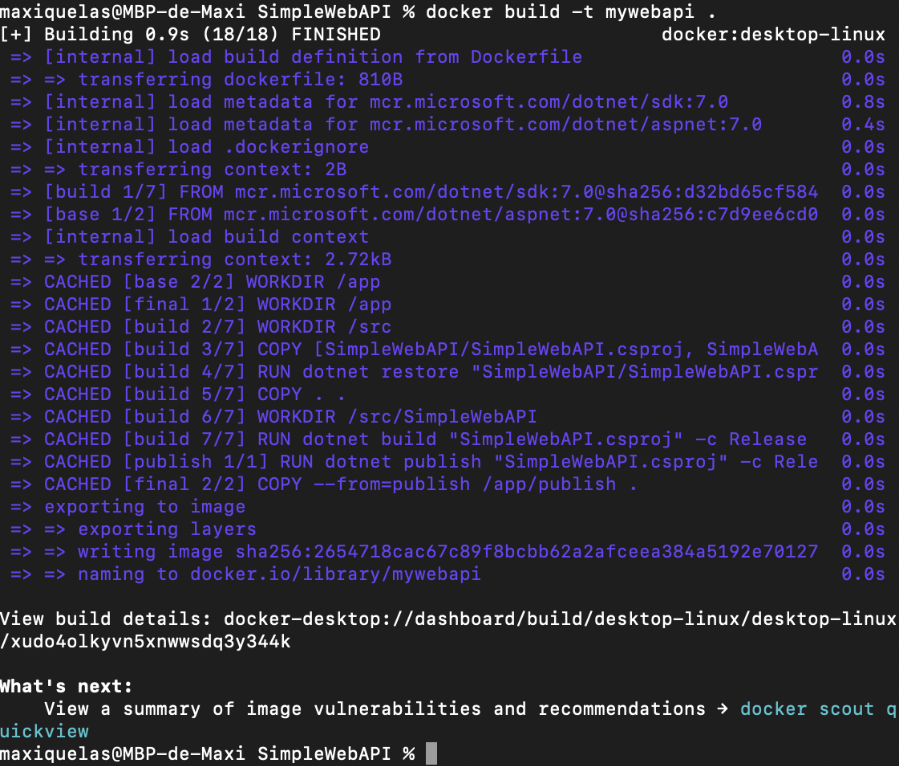 maxiquelas@MBP-de-Maxi SimpleWebAPI % docker build -t mywebapi .
[+] Building 0.9s (18/18) FINISHED docker:desktop-linux
=> [internal] load build definition from Dockerfile 0.0s
=> => transferring dockerfile: 810B 0.0s
=> [internal] load metadata for mcr.microsoft.com/dotnet/sdk:7.0 0.8s
=> [internal] load metadata for mcr.microsoft.com/dotnet/aspnet:7.0 0.4s
=> [internal] load .dockerignore 0.0s
=> => transferring context: 2B 0.0s
=> [build 1/7] FROM mcr.microsoft.com/dotnet/sdk:7.0@sha256:d32bd65cf584 0.0s
=> [base 1/2] FROM mcr.microsoft.com/dotnet/aspnet:7.0@sha256:c7d9ee6cd0 0.0s
=> [internal] load build context 0.0s
=> => transferring context: 2.72kB 0.0s
=> CACHED [base 2/2] WORKDIR /app 0.0s
=> CACHED [final 1/2] WORKDIR /app 0.0s
=> CACHED [build 2/7] WORKDIR /src 0.0s
=> CACHED [build 3/7] COPY [SimpleWebAPI/SimpleWebAPI.csproj, SimpleWebA 0.0s
=> CACHED [build 4/7] RUN dotnet restore "SimpleWebAPI/SimpleWebAPI.cspr 0.0s
=> CACHED [build 5/7] COPY . . 0.0s
=> CACHED [build 6/7] WORKDIR /src/SimpleWebAPI 0.0s
=> CACHED [build 7/7] RUN dotnet build "SimpleWebAPI.csproj" -c Release 0.0s
=> CACHED [publish 1/1] RUN dotnet publish "SimpleWebAPI.csproj" -c Rele 0.0s
=> CACHED [final 2/2] COPY --from=publish /app/publish . 0.0s
=> exporting to image 0.0s
=> => exporting layers 0.0s
=> => writing image sha256:2654718cac67c89f8bcbb62a2afceea384a5192e70127 0.0s
=> => naming to docker.io/library/mywebapi 0.0s
View build details: docker-desktop://dashboard/build/desktop-linux/desktop-linux
/xudo4olkyvn5xnwwsdq3y344k
What's next:
View a summary of image vulnerabilities and recommendations → docker scout q
uickview
maxiquelas@MBP-de-Maxi SimpleWebAPI %